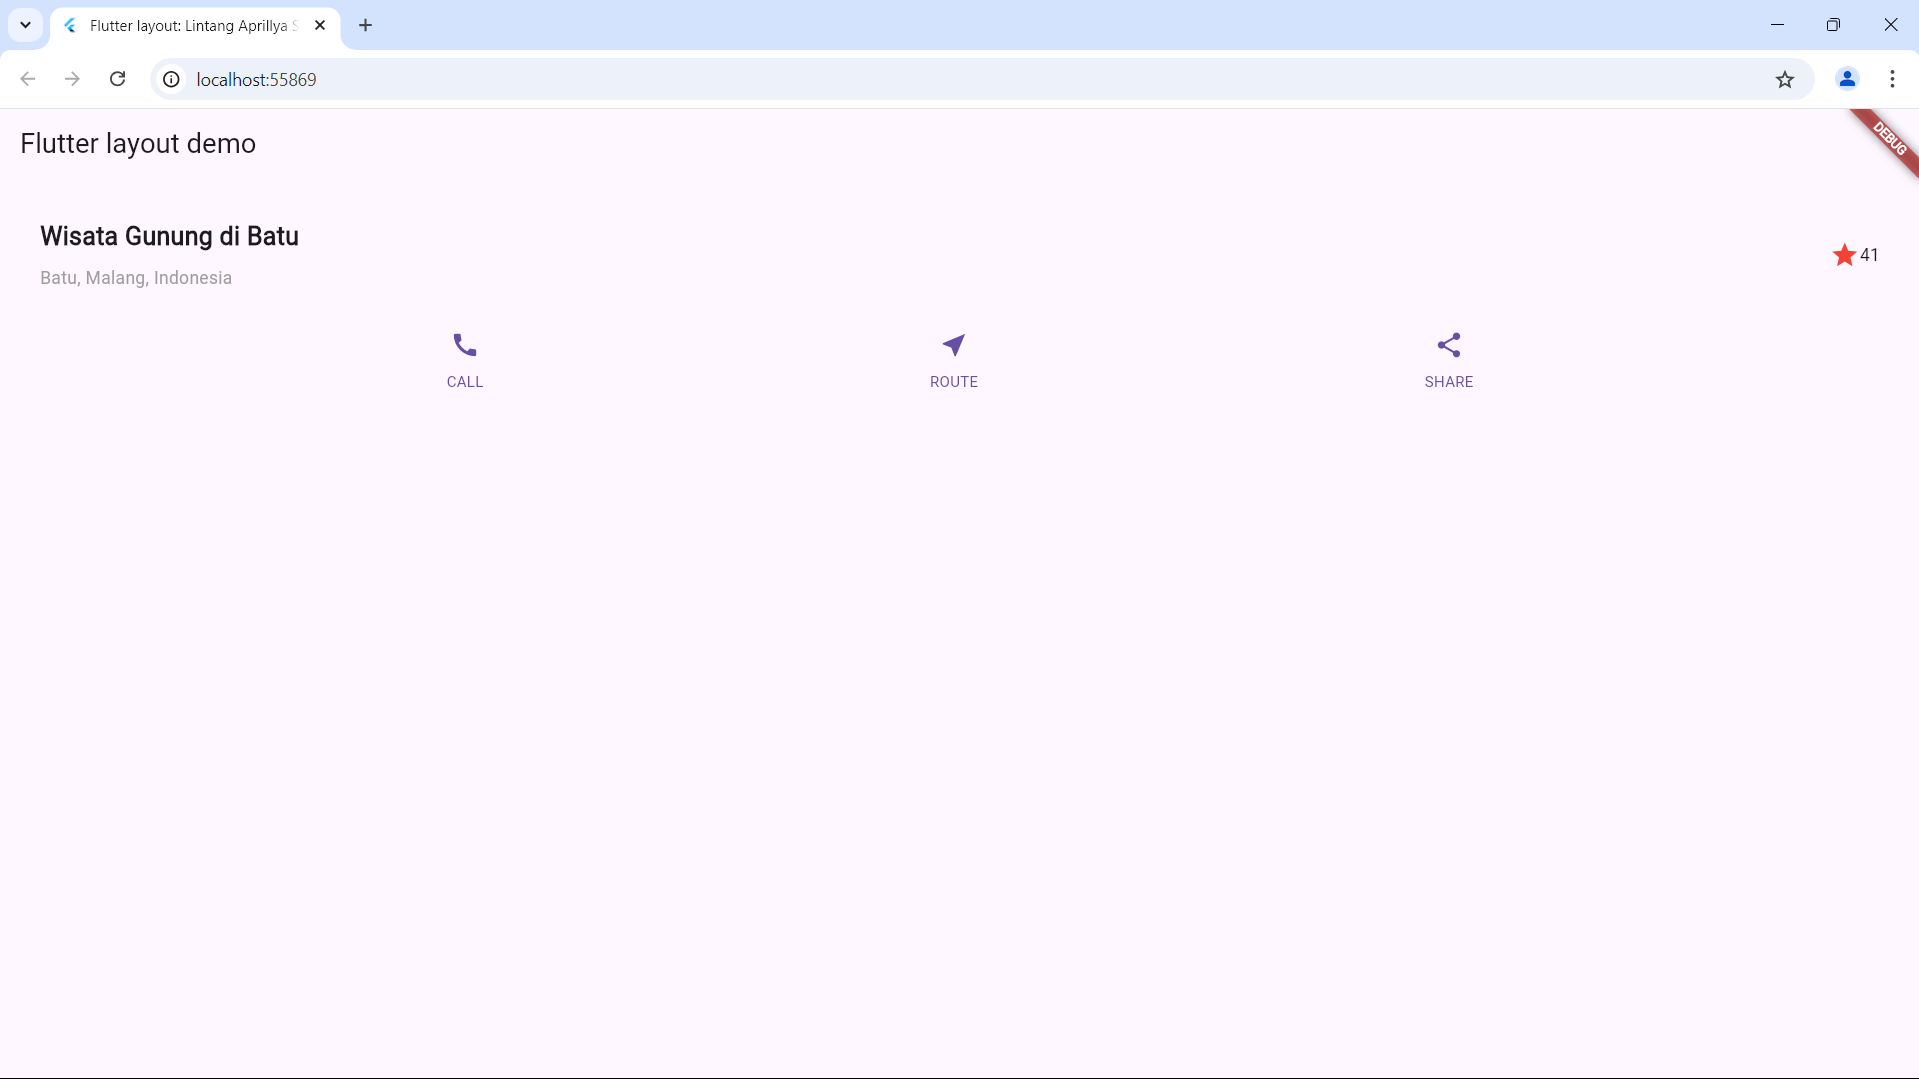 Flutter layout: Lintang Aprillya
localhost:55869
Flutter layout demo
DEBUG
Wisata Gunung di Batu
Batu, Malang, Indonesia
41
CALL
ROUTE
SHARE